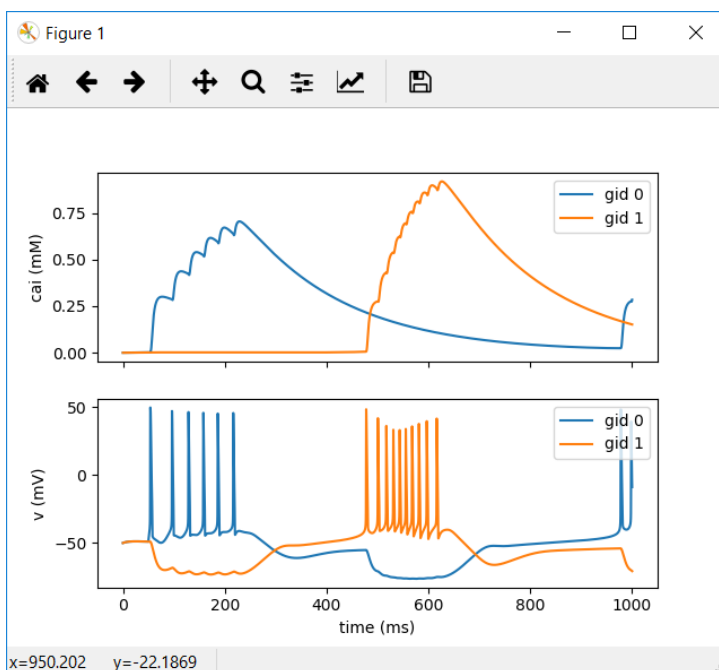 Figure 1
0.75
0.50
0.25
0.00
cai (mM)
gid 0
gid 1
50
0
−50
v (mV)
gid 0
gid 1
0 200 400 600 800 1000
time (ms)
x=950.202 y=-22.1869